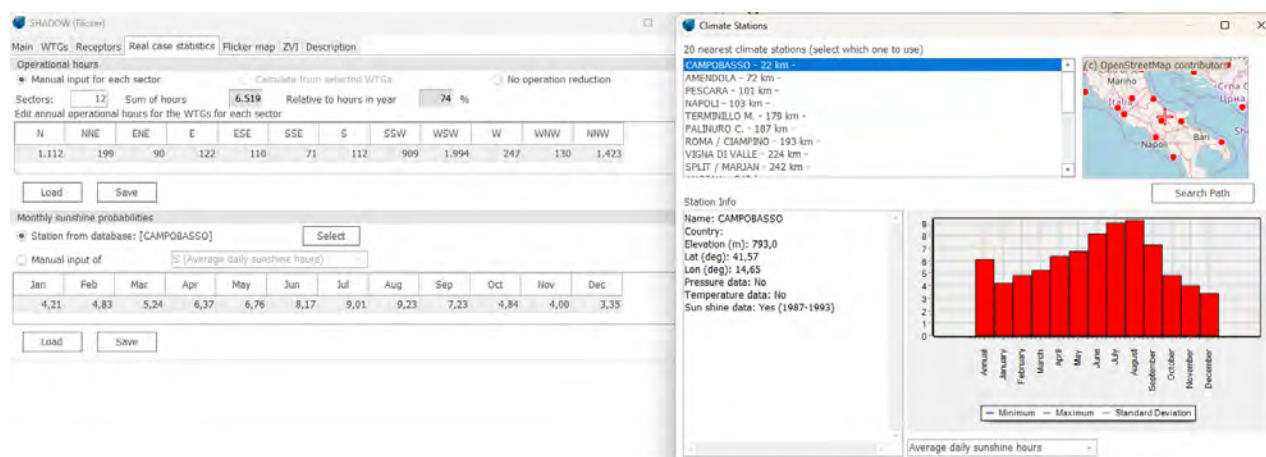 SHADOW (Flicker)
Main WTGs Receptors Real case statistics Flicker map ZVI Description
Operational hours
Manual input for each sector Calculate from selected WTGs No operation reduction
Sectors: 12 Sum of hours 6.519 Relative to hours in year 74 %
Edit annual operational hours for the WTGs for each sector
N NNE ENE E ESE SSE S SSW WSW W WNW NNW
1.112 199 90 122 110 71 112 909 1.994 247 130 1.423
Load Save
Monthly sunshine probabilities
Station from database: [CAMPOBASSO] Select
Manual input of S (Average daily sunshine hours)
Jan Feb Mar Apr May Jun Jul Aug Sep Oct Nov Dec
4,21 4,83 5,24 6,37 6,76 8,17 9,01 9,23 7,23 4,84 4,00 3,35
Load Save
Climate Stations
20 nearest climate stations (select which one to use)
CAMPOBASSO - 22 km -
AMENDOLA - 72 km -
PESCARA - 101 km -
NAPOLI - 103 km -
TERMINILLO M. - 179 km -
PALINURO C. - 187 km -
ROMA / CIAMPINO - 193 km -
VIGNA DI VALLE - 224 km -
SPLIT / MARJAN - 242 km -
(c) OpenStreetMap contributors
Marino
Crna G
Црна
Italia
Napoli
Bari
Sh
Search Path
Station Info
Name: CAMPOBASSO
Country:
Elevation (m): 793,0
Lat (deg): 41,57
Lon (deg): 14,65
Pressure data: No
Temperature data: No
Sun shine data: Yes (1987-1993)
9
8
7
6
5
4
3
2
1
0
Annual January February March April May June July August September October November December
Minimum Maximum Standard Deviation
Average daily sunshine hours